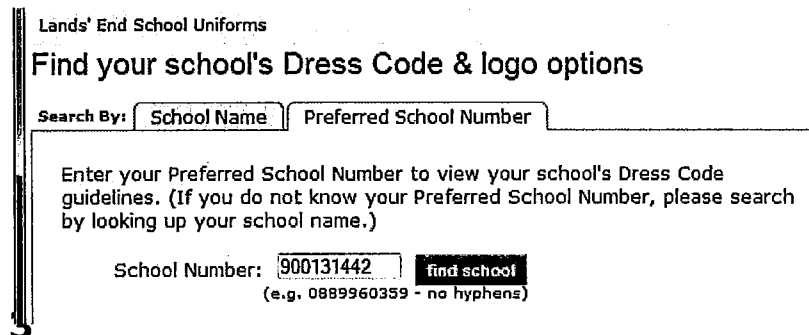 Lands' End School Uniforms
Find your school's Dress Code & logo options
Search By: School Name Preferred School Number
Enter your Preferred School Number to view your school's Dress Code
guidelines. (If you do not know your Preferred School Number, please search
by looking up your school name.)
School Number: 900131442 find school
(e.g. 0889960359 - no hyphens)